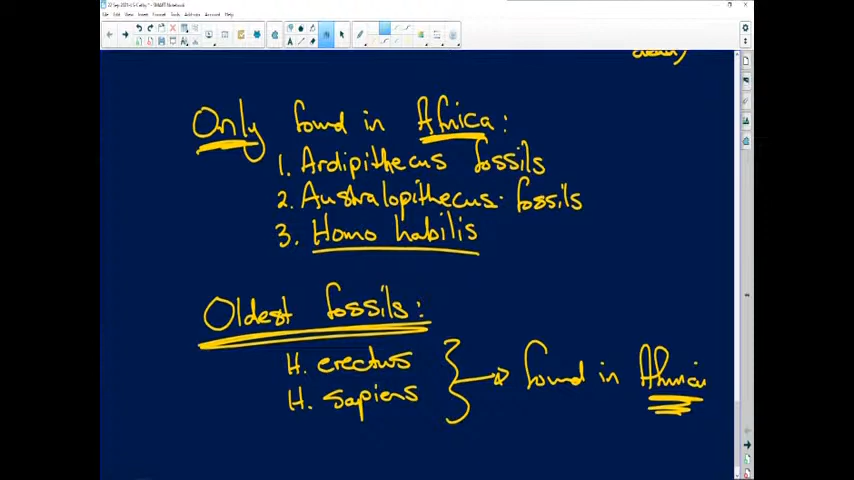 Only found in Africa:
1. Ardipithecus fossils
2. Australopithecus fossils
3. Homo habilis
Oldest fossils:
H. erectus
H. sapiens
found in Africa